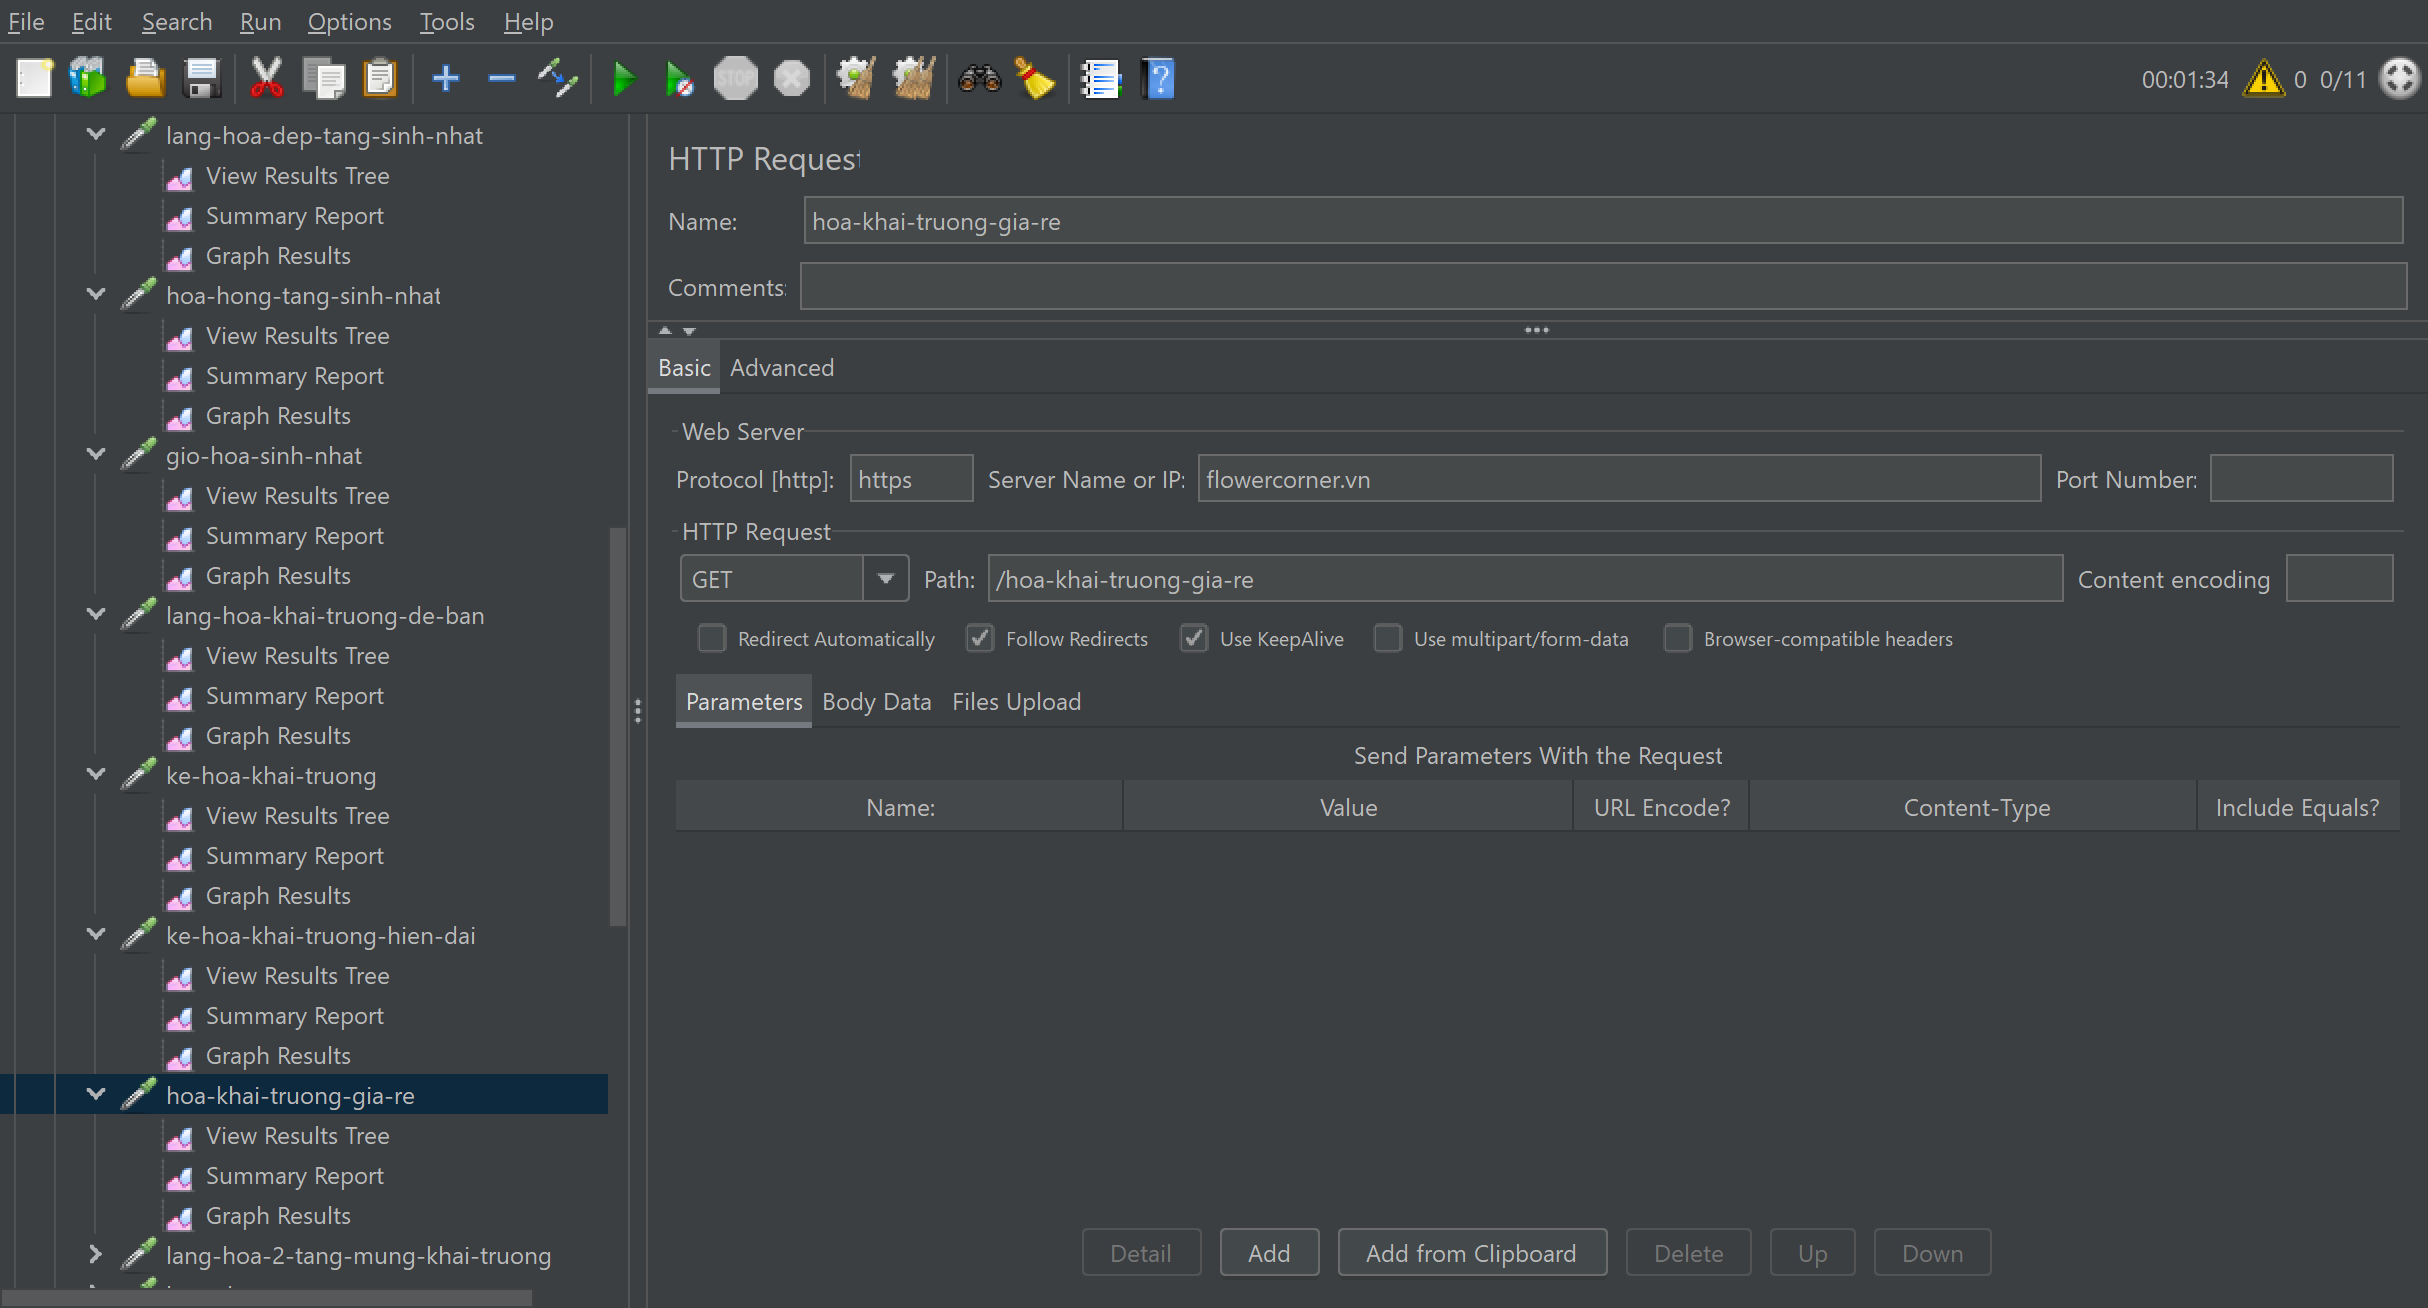 File Edit Search Run Options Tools Help
STOP ? 00:01:34 0 0/11
lang-hoa-dep-tang-sinh-nhat
View Results Tree
Summary Report
Graph Results
hoa-hong-tang-sinh-nhat
View Results Tree
Summary Report
Graph Results
gio-hoa-sinh-nhat
View Results Tree
Summary Report
Graph Results
lang-hoa-khai-truong-de-ban
View Results Tree
Summary Report
Graph Results
ke-hoa-khai-truong
View Results Tree
Summary Report
Graph Results
ke-hoa-khai-truong-hien-dai
View Results Tree
Summary Report
Graph Results
hoa-khai-truong-gia-re
View Results Tree
Summary Report
Graph Results
lang-hoa-2-tang-mung-khai-truong
HTTP Request
Name: hoa-khai-truong-gia-re
Comments:
Basic Advanced
Web Server
Protocol [http]: https Server Name or IP: flowercorner.vn Port Number:
HTTP Request
GET Path: /hoa-khai-truong-gia-re Content encoding
Redirect Automatically Follow Redirects Use KeepAlive Use multipart/form-data Browser-compatible headers
Parameters Body Data Files Upload
Send Parameters With the Request
Name: Value URL Encode? Content-Type Include Equals?
Detail Add Add from Clipboard Delete Up Down